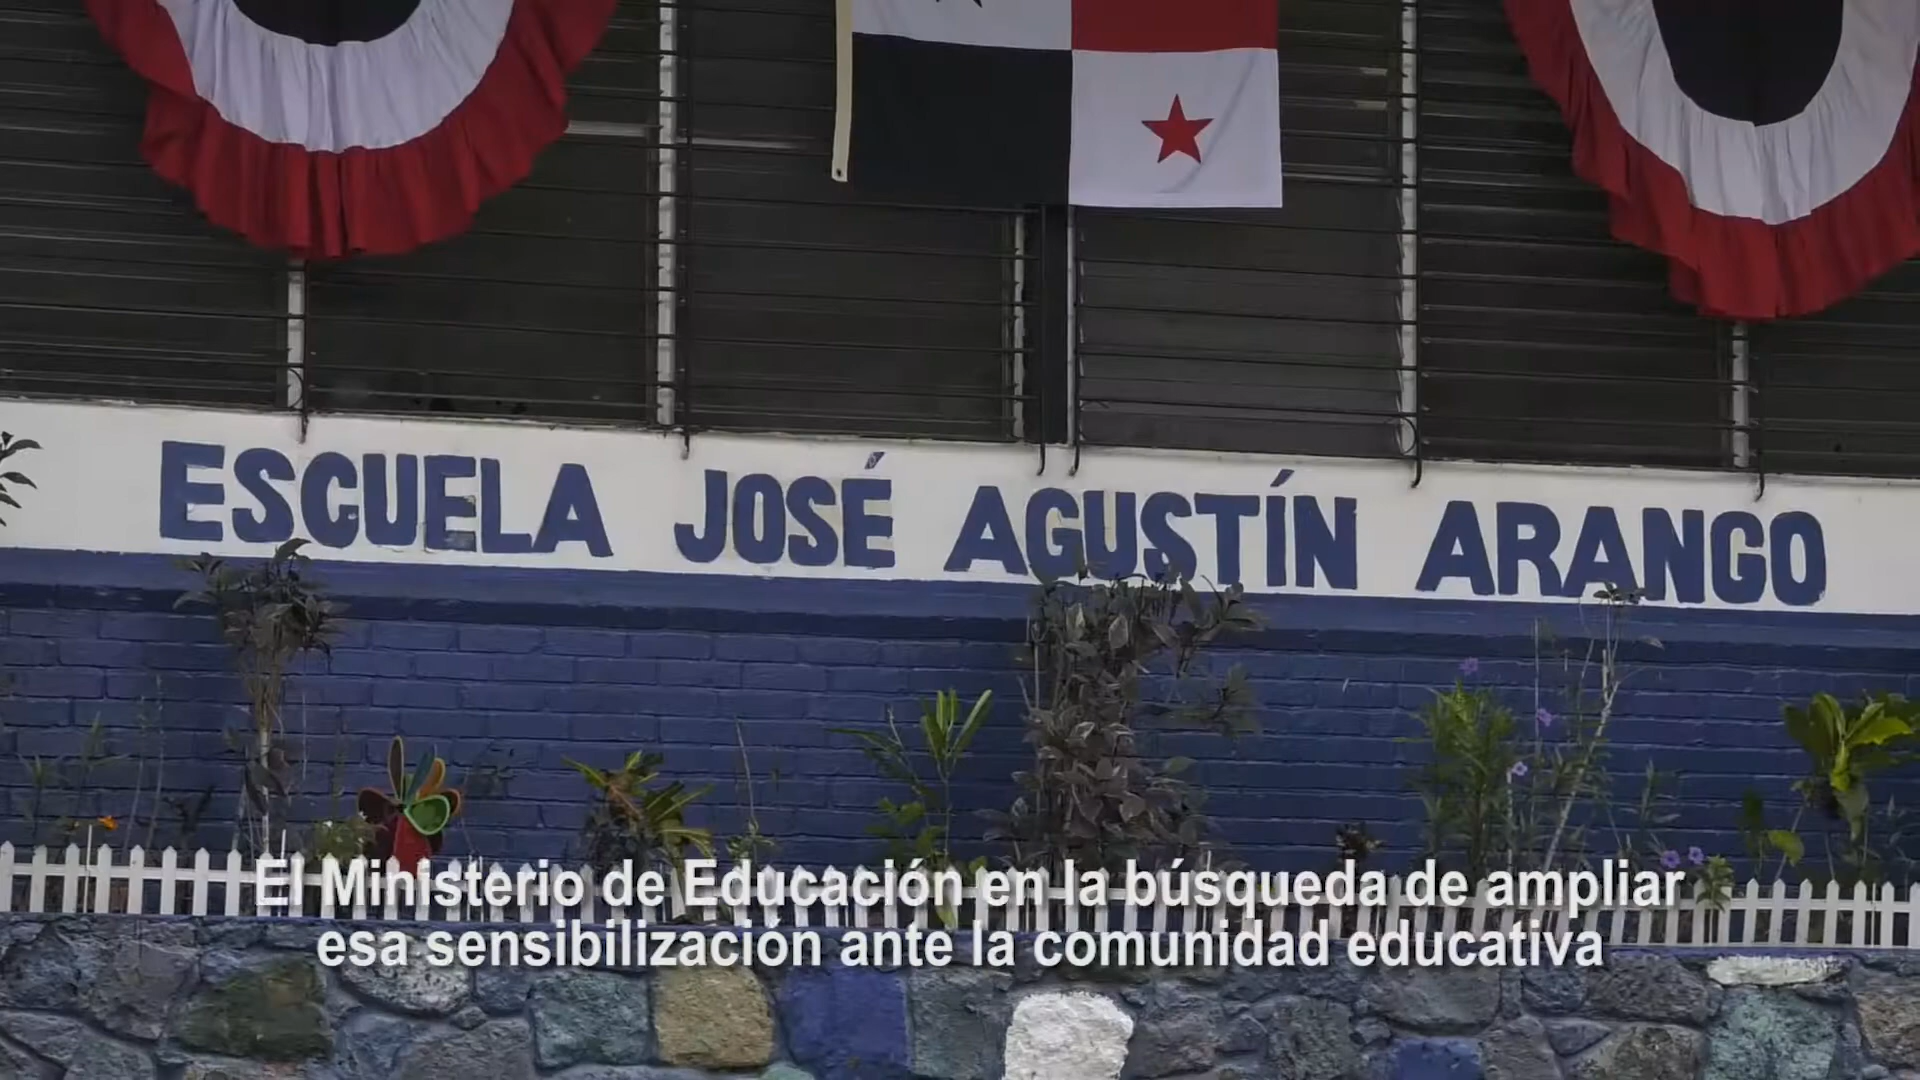 ESCUELA JOSÉ AGUSTÍN ARANGO
El Ministerio de Educación en la búsqueda de ampliar
esa sensibilización ante la comunidad educativa